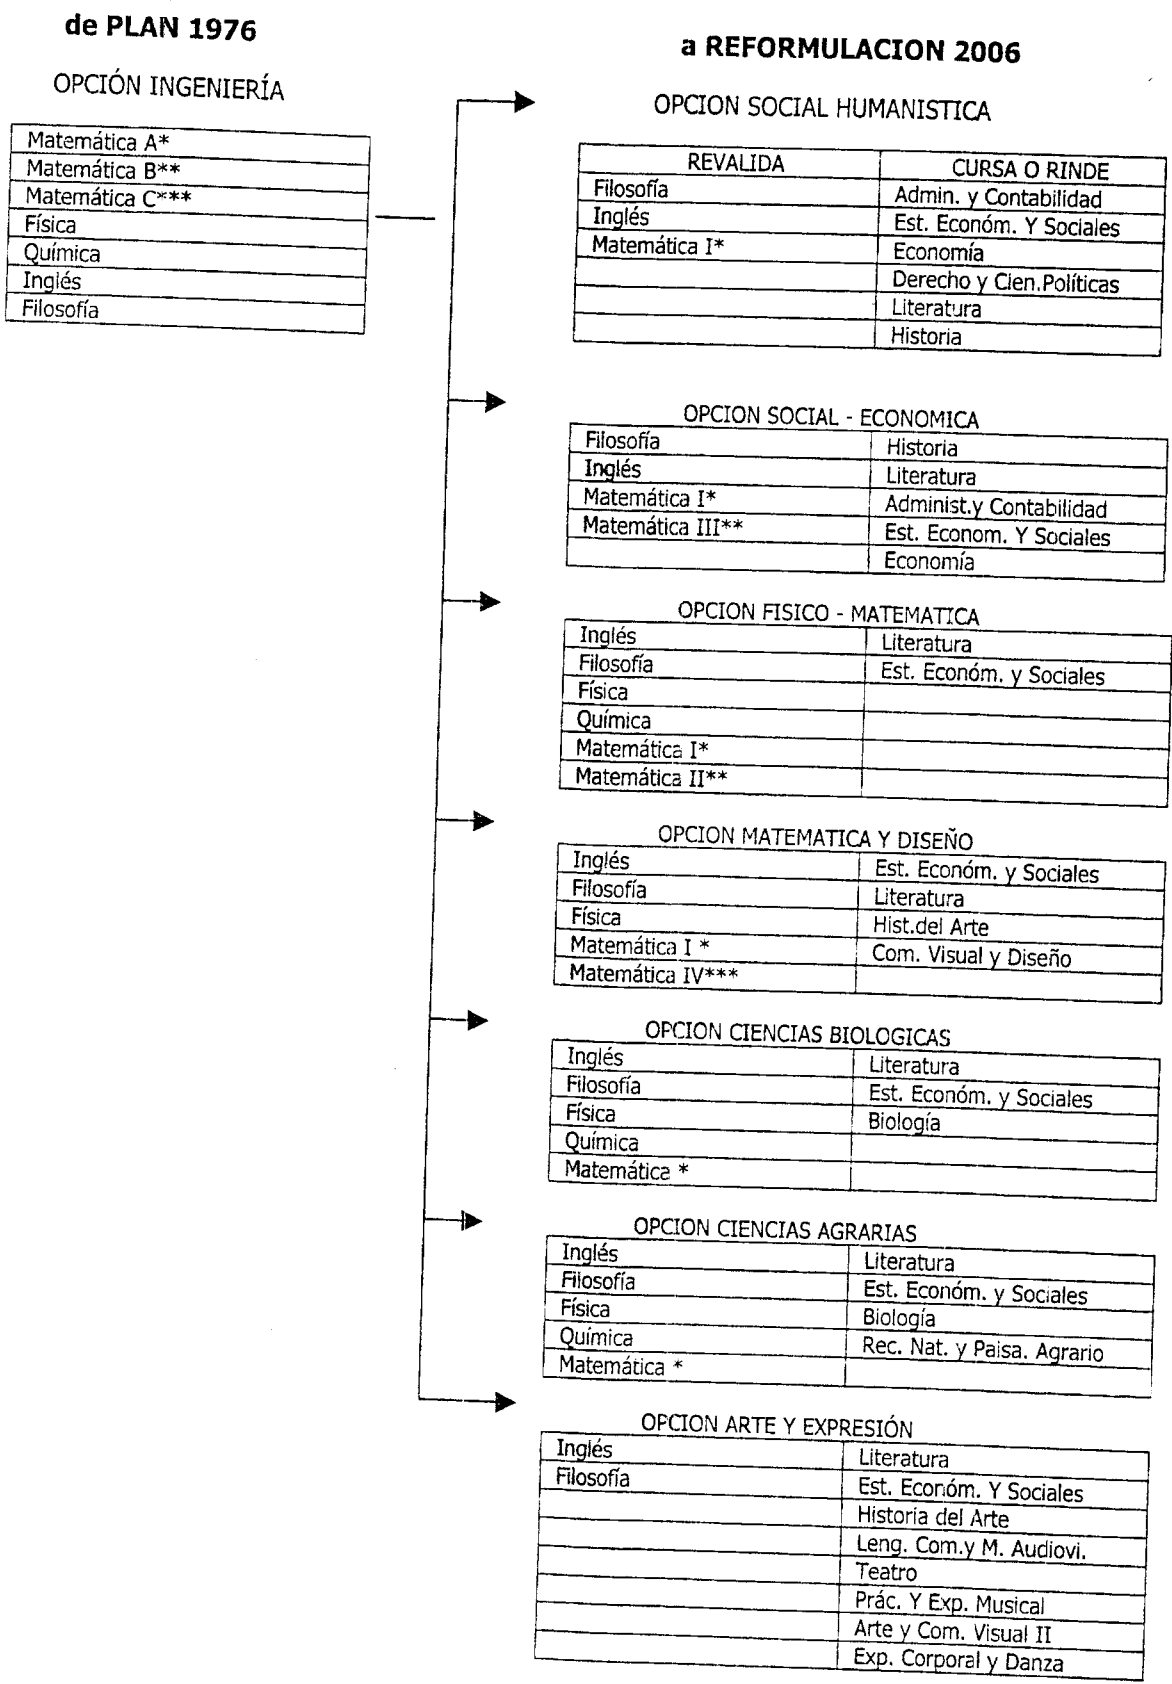 de PLAN 1976
OPCIÓN INGENIERÍA
Matemática A*
Matemática B**
Matemática C***
Física
Química
Inglés
Filosofía
a REFORMULACION 2006
OPCION SOCIAL HUMANISTICA
REVALIDA CURSA O RINDE
Filosofía Admin. y Contabilidad
Inglés Est. Económ. Y Sociales
Matemática I* Economía
Derecho y Cien.Políticas
Literatura
Historia
OPCION SOCIAL - ECONOMICA
Filosofía Historia
Inglés Literatura
Matemática I* Administ.y Contabilidad
Matemática III** Est. Econom. Y Sociales
Economía
OPCION FISICO - MATEMATICA
Inglés Literatura
Filosofía Est. Económ. y Sociales
Física
Química
Matemática I*
Matemática II**
OPCION MATEMATICA Y DISEÑO
Inglés Est. Económ. y Sociales
Filosofía Literatura
Física Hist.del Arte
Matemática I * Com. Visual y Diseño
Matemática IV***
OPCION CIENCIAS BIOLOGICAS
Inglés Literatura
Filosofía Est. Económ. y Sociales
Física Biología
Química
Matemática *
OPCION CIENCIAS AGRARIAS
Inglés Literatura
Filosofía Est. Económ. y Sociales
Física Biología
Química Rec. Nat. y Paisa. Agrario
Matemática *
OPCION ARTE Y EXPRESIÓN
Inglés Literatura
Filosofía Est. Económ. Y Sociales
Historia del Arte
Leng. Com.y M. Audiovi.
Teatro
Prác. Y Exp. Musical
Arte y Com. Visual II
Exp. Corporal y Danza